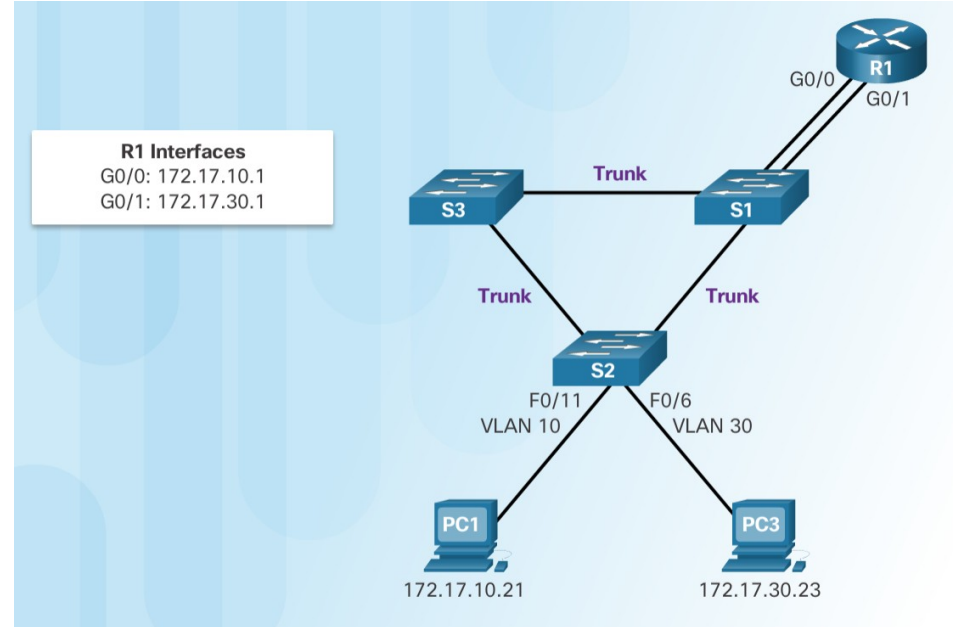 R1
G0/0
G0/1
R1 Interfaces
G0/0: 172.17.10.1
G0/1: 172.17.30.1
Trunk
S3
S1
Trunk
Trunk
S2
F0/11
F0/6
VLAN 10
VLAN 30
PC1
PC3
172.17.10.21
172.17.30.23